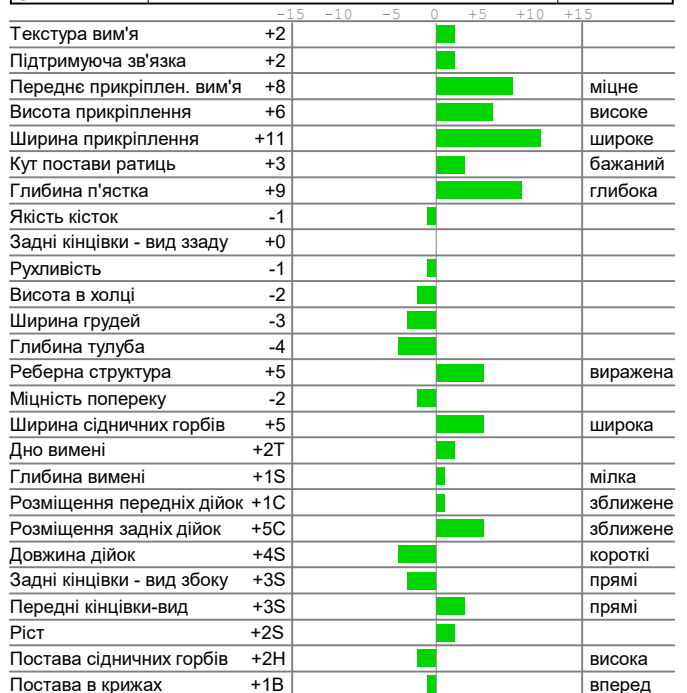 -15 -10 -5 0 +5 +10 +15
Текстура вим'я +2
Підтримуюча зв'язка +2
Переднє прикріплен. вим'я +8 міцне
Висота прикріплення +6 високе
Ширина прикріплення +11 широке
Кут постави ратиць +3 бажаний
Глибина п'ястка +9 глибока
Якість кісток -1
Задні кінцівки - вид ззаду +0
Рухливість -1
Висота в холці -2
Ширина грудей -3
Глибина тулуба -4
Реберна структура +5 виражена
Міцність попереку -2
Ширина сідничних горбів +5 широка
Дно вимені +2T
Глибина вимені +1S мілка
Розміщення передніх дійок +1C зближене
Розміщення задніх дійок +5C зближене
Довжина дійок +4S короткі
Задні кінцівки - вид збоку +3S прямі
Передні кінцівки-вид +3S прямі
Ріст +2S
Постава сідничних горбів +2H висока
Постава в крижах +1B вперед